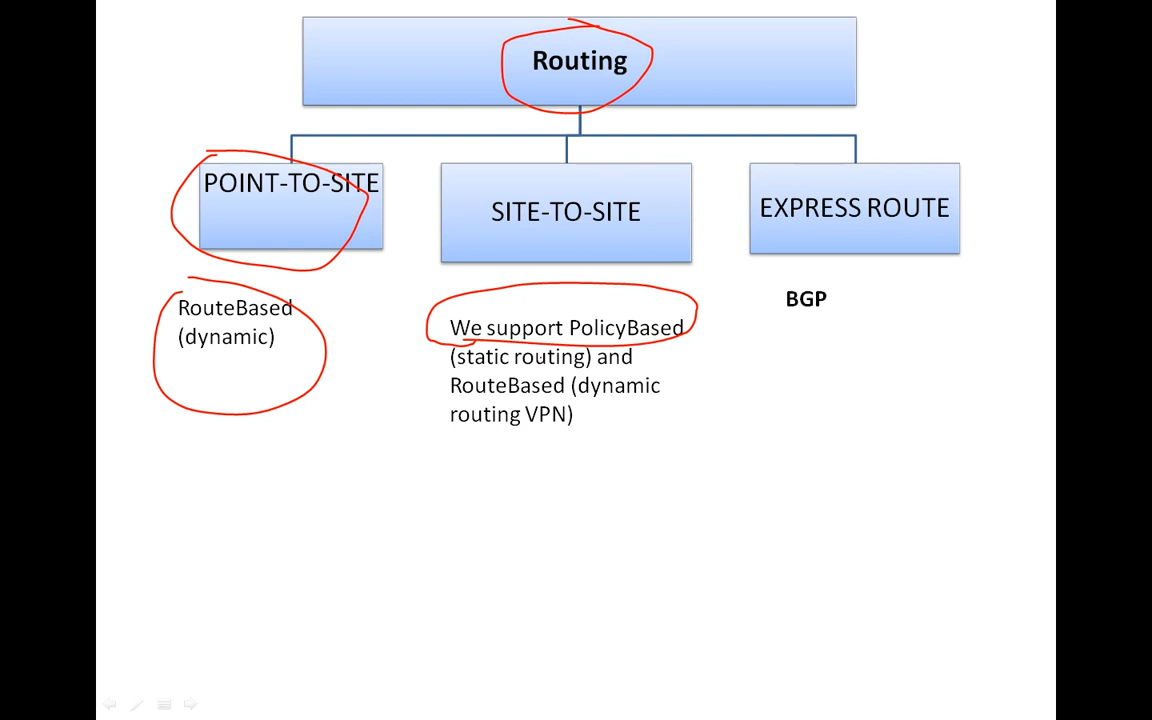 Routing
POINT-TO-SITE
SITE-TO-SITE
EXPRESS ROUTE
RouteBased
(dynamic)
We support PolicyBased
(static routing) and
RouteBased (dynamic
routing VPN)
BGP